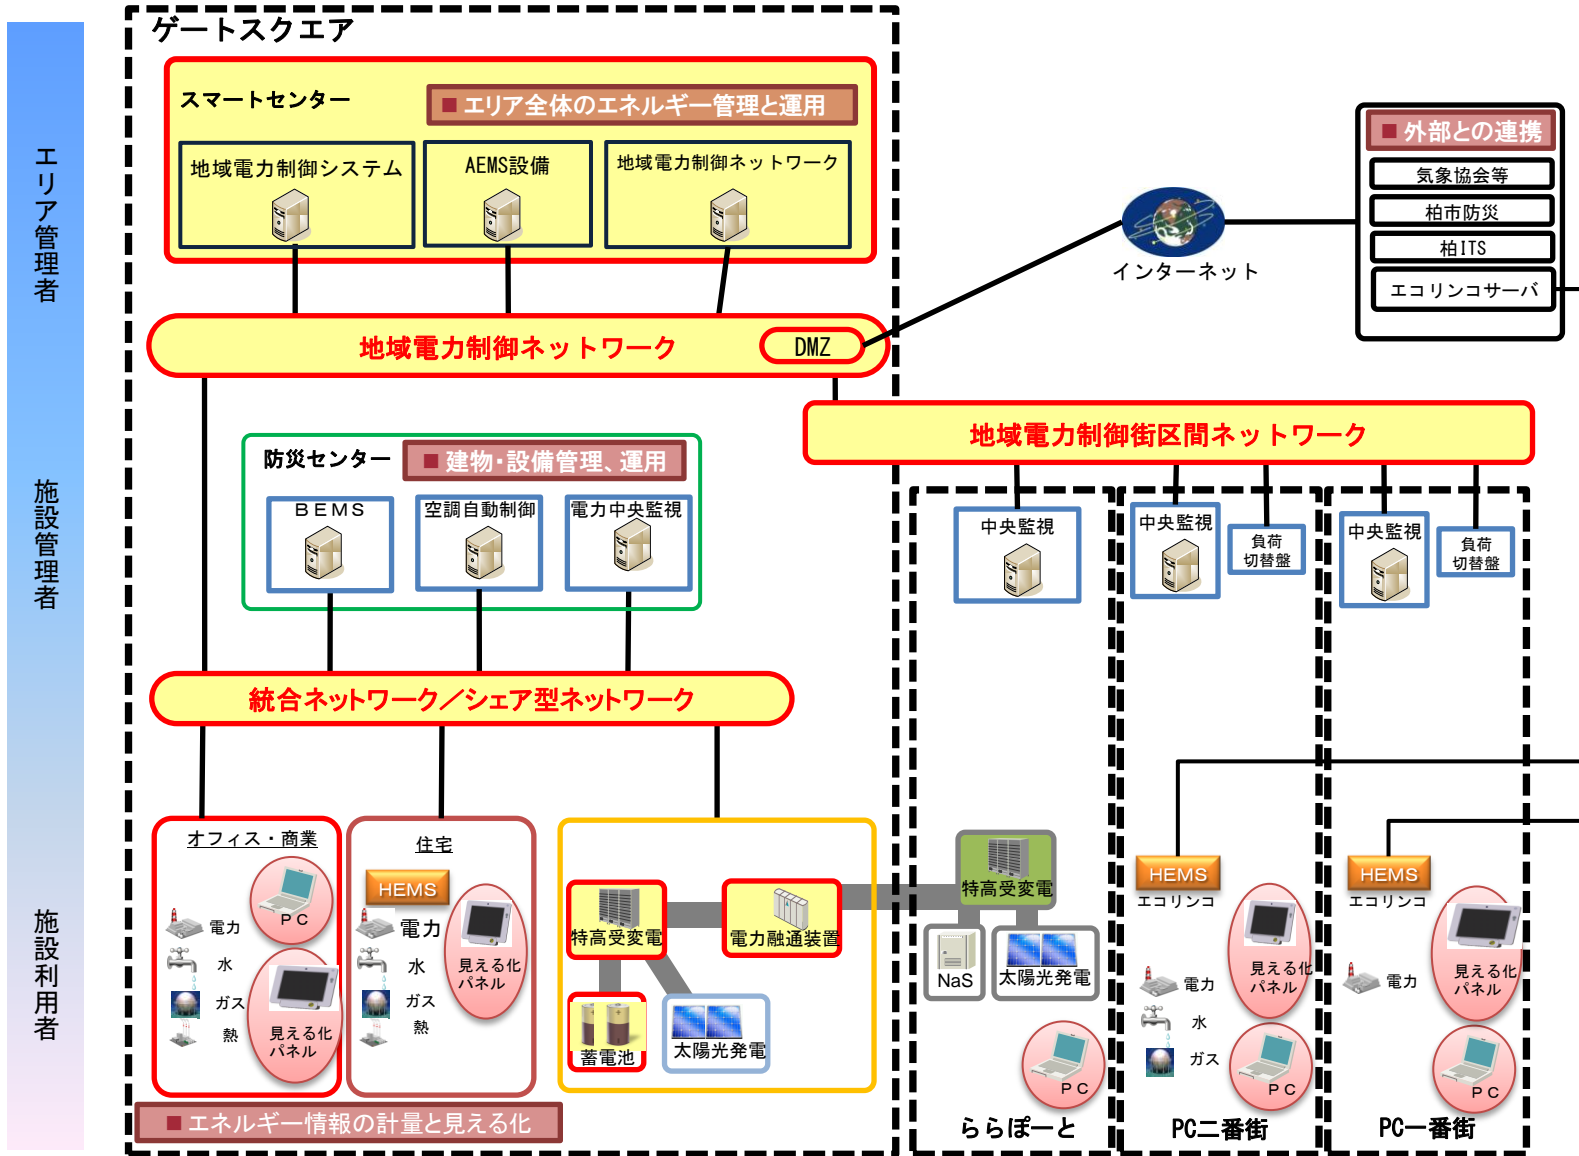 ゲートスクエア
スマートセンター
■ エリア全体のエネルギー管理と運用
地域電力制御システム
AEMS設備
地域電力制御ネットワーク
エリア管理者
インターネット
■ 外部との連携
気象協会等
柏市防災
柏ITS
エコリンコサーバ
地域電力制御ネットワーク
DMZ
地域電力制御街区間ネットワーク
施設管理者
防災センター
■ 建物・設備管理、運用
BEMS
空調自動制御
電力中央監視
中央監視
中央監視
負荷
切替盤
中央監視
負荷
切替盤
統合ネットワーク／シェア型ネットワーク
施設利用者
オフィス・商業
PC
電力
水
ガス
熱
見える化
パネル
住宅
HEMS
電力
水
ガス
熱
見える化
パネル
特高受変電
電力融通装置
蓄電池
太陽光発電
特高受変電
NaS
太陽光発電
PC
ららぽーと
HEMS
エコリンコ
見える化
パネル
電力
水
ガス
PC
PC二番街
HEMS
エコリンコ
見える化
パネル
電力
PC
PC一番街
■ エネルギー情報の計量と見える化